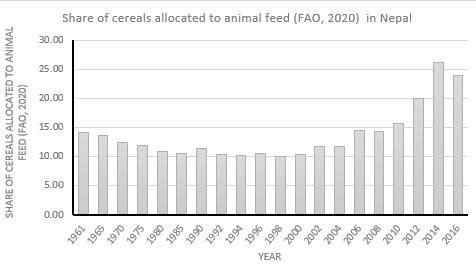 Share of cereals allocated to animal feed (FAO, 2020) in Nepal
SHARE OF CEREALS ALLOCATED TO ANIMAL
FEED (FAO, 2020)
30.00
25.00
20.00
15.00
10.00
5.00
0.00
1961 1965 1970 1975 1980 1985 1990 1992 1994 1996 1998 2000 2002 2004 2006 2008 2010 2012 2014 2016
YEAR